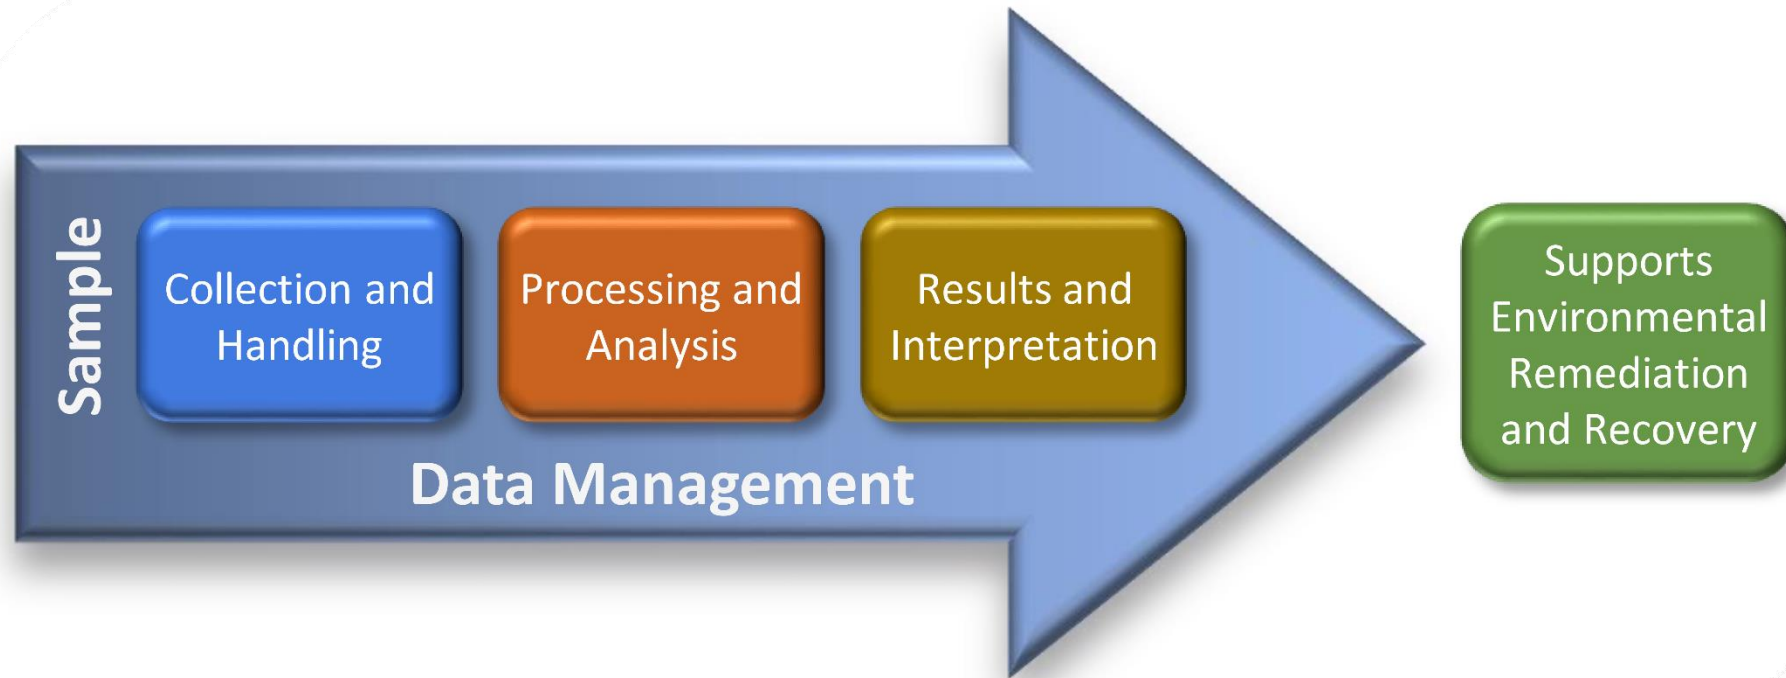 Sample
Collection and
Handling
Processing and
Analysis
Results and
Interpretation
Data Management
Supports
Environmental
Remediation
and Recovery